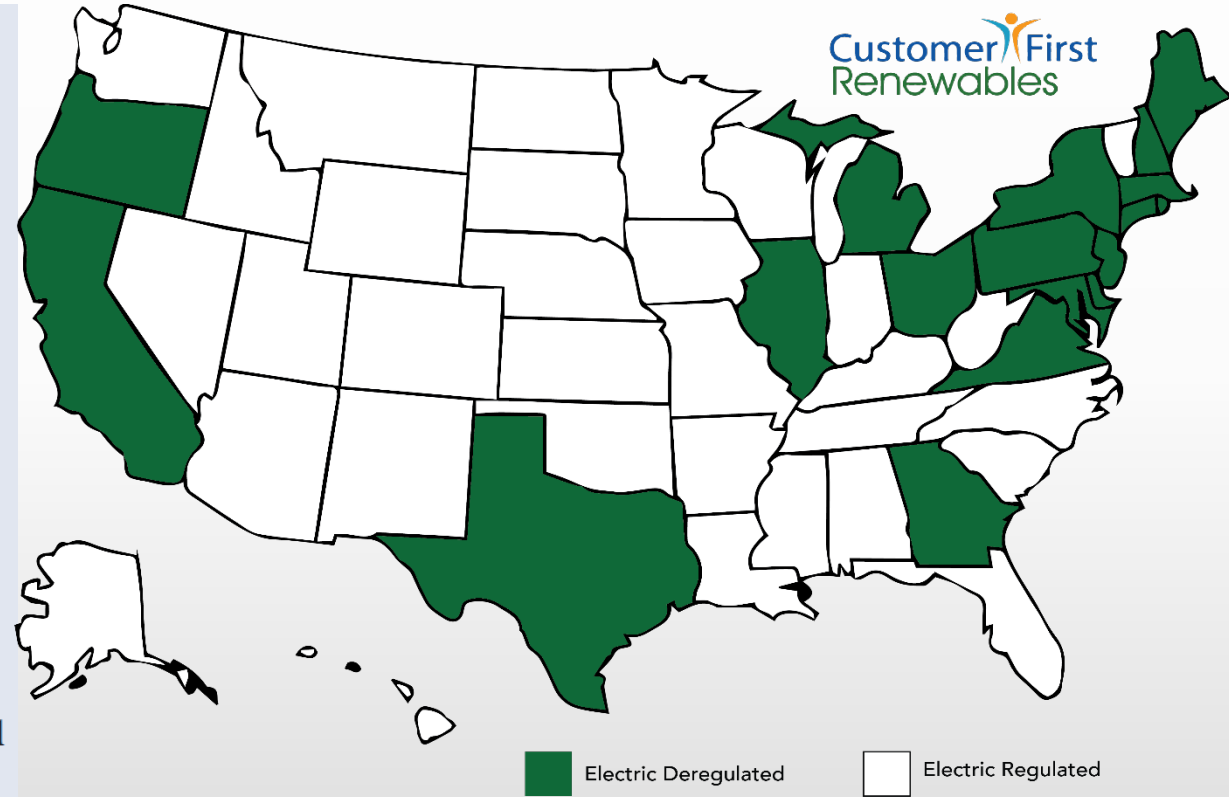 Customer First
Renewables
Electric Deregulated
Electric Regulated